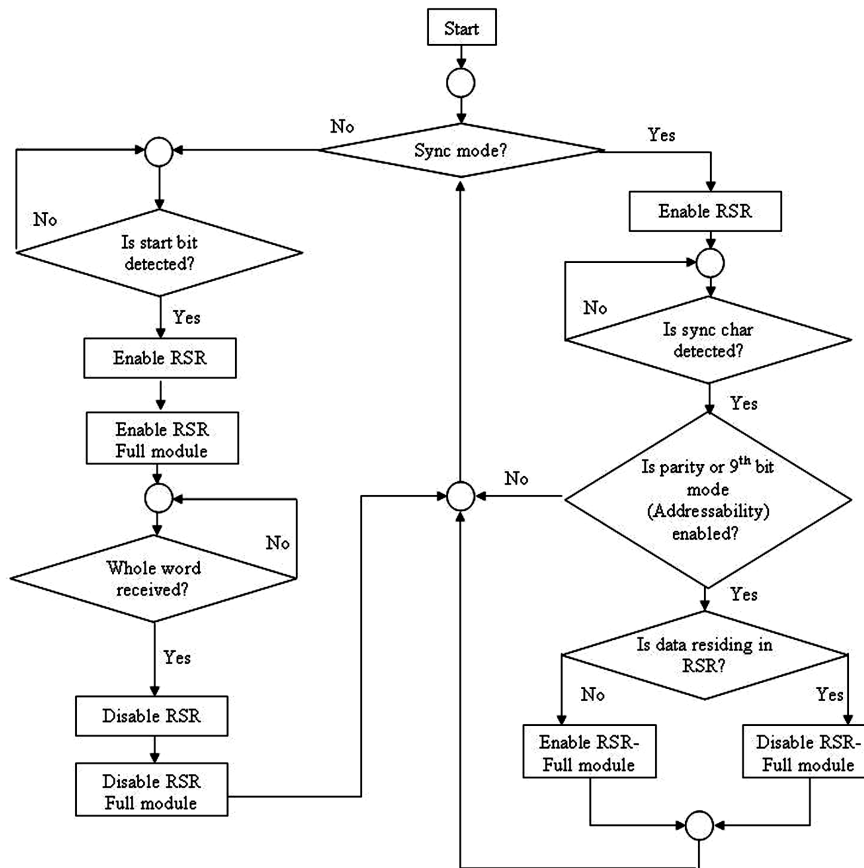 Start
No
Sync mode?
Yes
Enable RSR
No
Is start bit
detected?
Yes
Enable RSR
Enable RSR
Full module
No
Whole word
received?
Yes
Disable RSR
Disable RSR
Full module
No
Is sync char
detected?
Yes
No
Is parity or 9th bit
mode
(Addressability)
enabled?
Yes
Is data residing in
RSR?
No
Yes
Enable RSR-
Full module
Disable RSR-
Full module